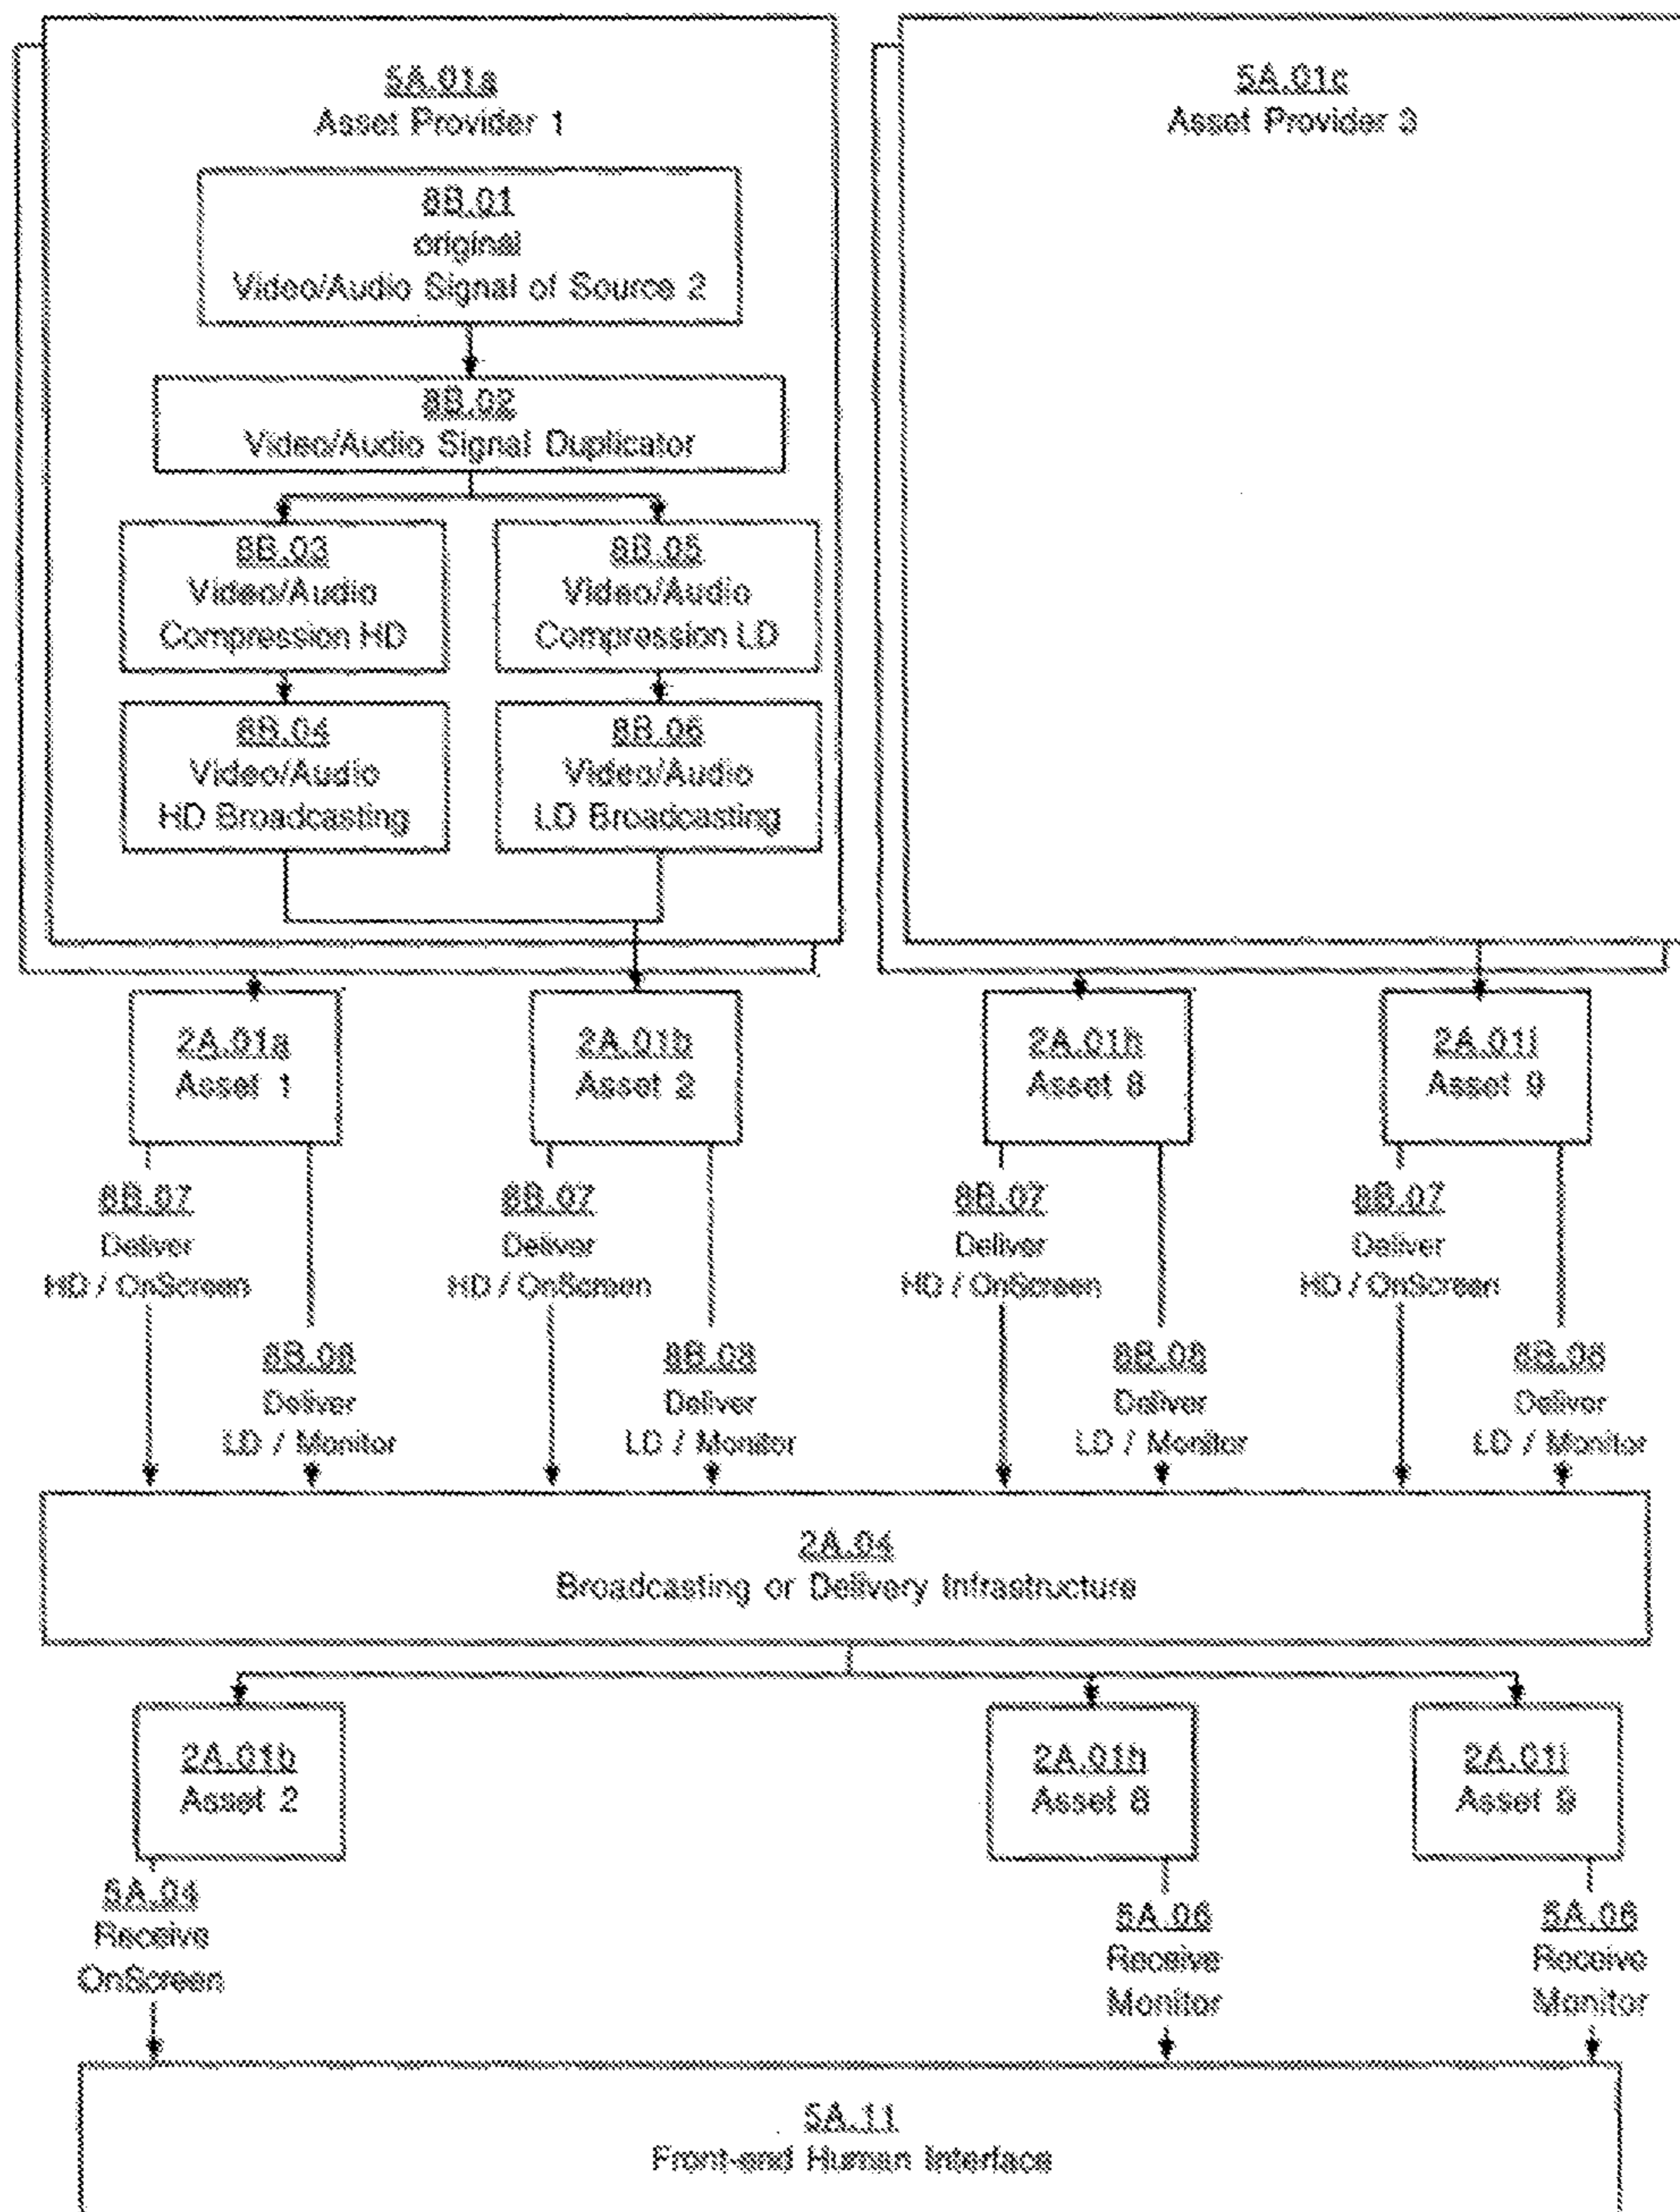 5A.01a
Asset Provider 1
8B.01
original
Video/Audio Signal of Source 2
8B.02
Video/Audio Signal Duplicator
8B.03
Video/Audio
Compression HD
8B.05
Video/Audio
Compression LD
8B.04
Video/Audio
HD Broadcasting
8B.06
Video/Audio
LD Broadcasting
5A.01c
Asset Provider 3
2A.01a
Asset 1
2A.01b
Asset 2
2A.01h
Asset 8
2A.01i
Asset 9
8B.07
Deliver
HD / OnScreen
8B.08
Deliver
LD / Monitor
8B.07
Deliver
HD / OnScreen
8B.08
Deliver
LD / Monitor
8B.07
Deliver
HD / OnScreen
8B.08
Deliver
LD / Monitor
8B.07
Deliver
HD / OnScreen
8B.08
Deliver
LD / Monitor
2A.04
Broadcasting or Delivery Infrastructure
2A.01b
Asset 2
2A.01h
Asset 8
2A.01i
Asset 9
5A.04
Receive
OnScreen
5A.06
Receive
Monitor
5A.06
Receive
Monitor
5A.11
Front-end Human Interface